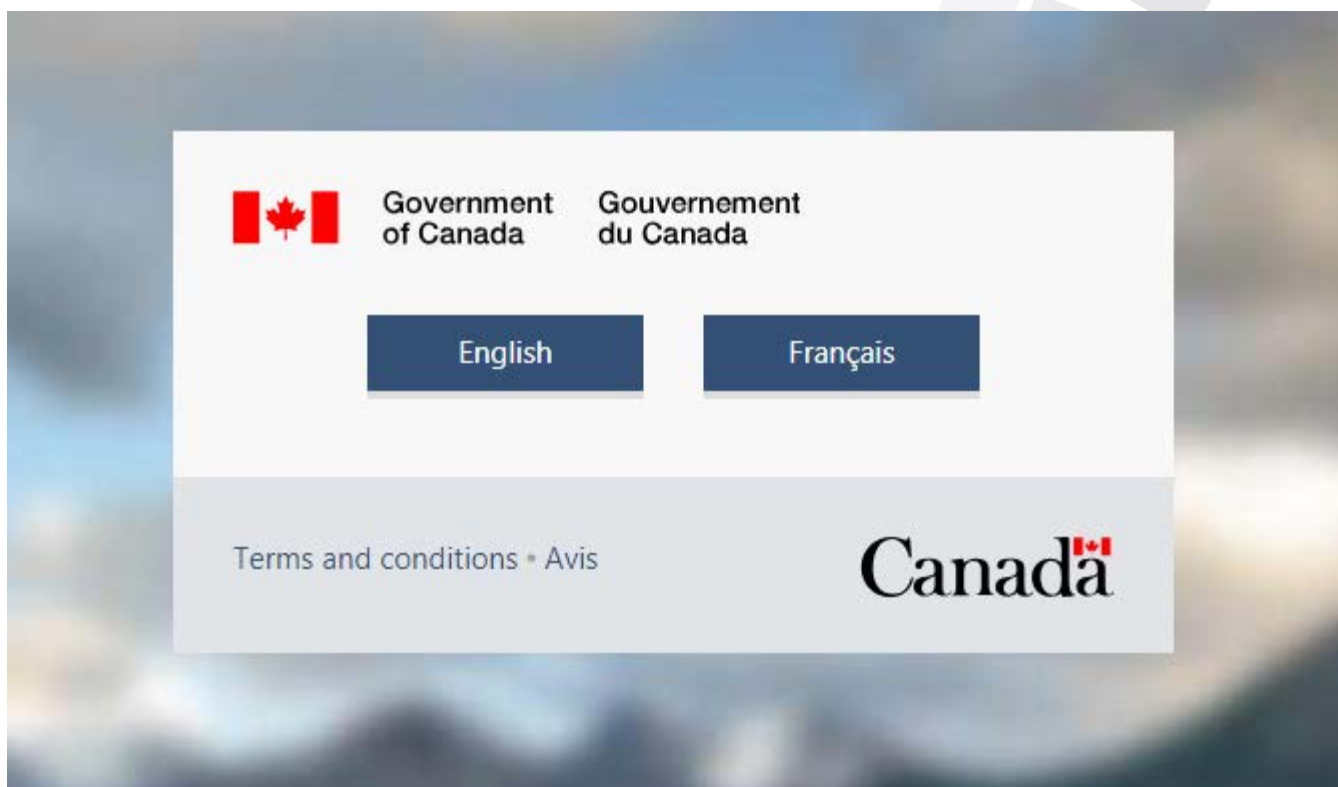 Government
of Canada
Gouvernement
du Canada
English
Français
Terms and conditions • Avis
Canada